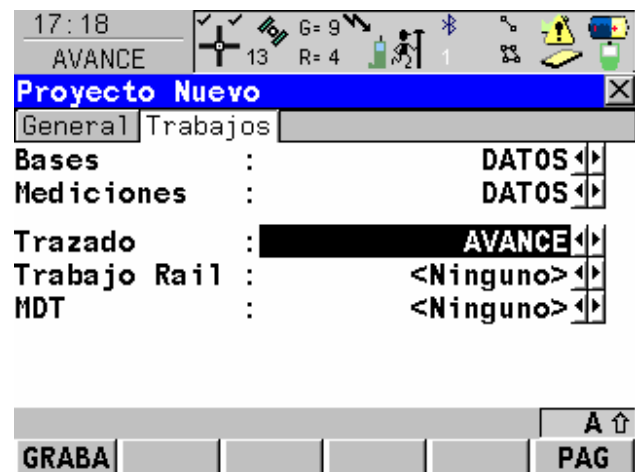 17:18
AVANCE
13
G= 9
R= 4
1
Proyecto Nuevo
General Trabajos
Bases : DATOS
Mediciones : DATOS
Trazado : AVANCE
Trabajo Rail : <Ninguno>
MDT : <Ninguno>
A ⇧
GRABA PAG